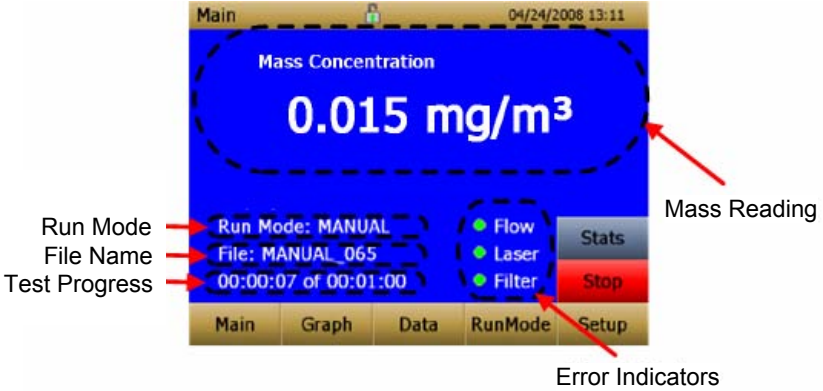 Main 04/24/2008 13:11
Mass Concentration
0.015 mg/m³
Mass Reading
Run Mode
Run Mode: MANUAL
Flow
Stats
File Name
File: MANUAL_065
Laser
Test Progress
00:00:07 of 00:01:00
Filter
Stop
Main Graph Data RunMode Setup
Error Indicators